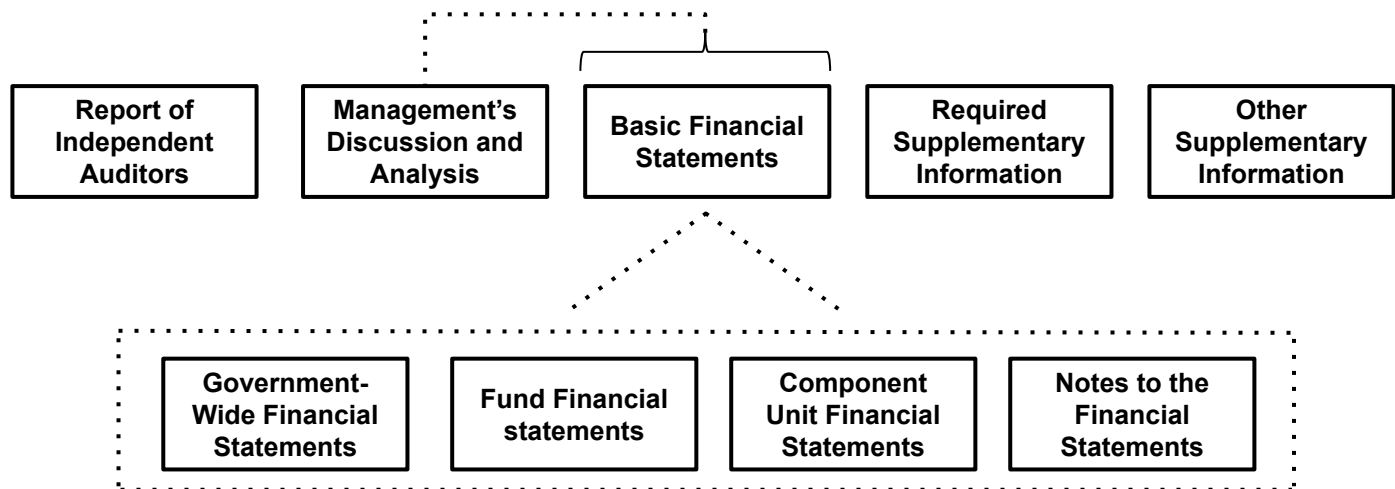 Report of
Independent
Auditors
Management’s
Discussion and
Analysis
Basic Financial
Statements
Required
Supplementary
Information
Other
Supplementary
Information
Government-
Wide Financial
Statements
Fund Financial
statements
Component
Unit Financial
Statements
Notes to the
Financial
Statements